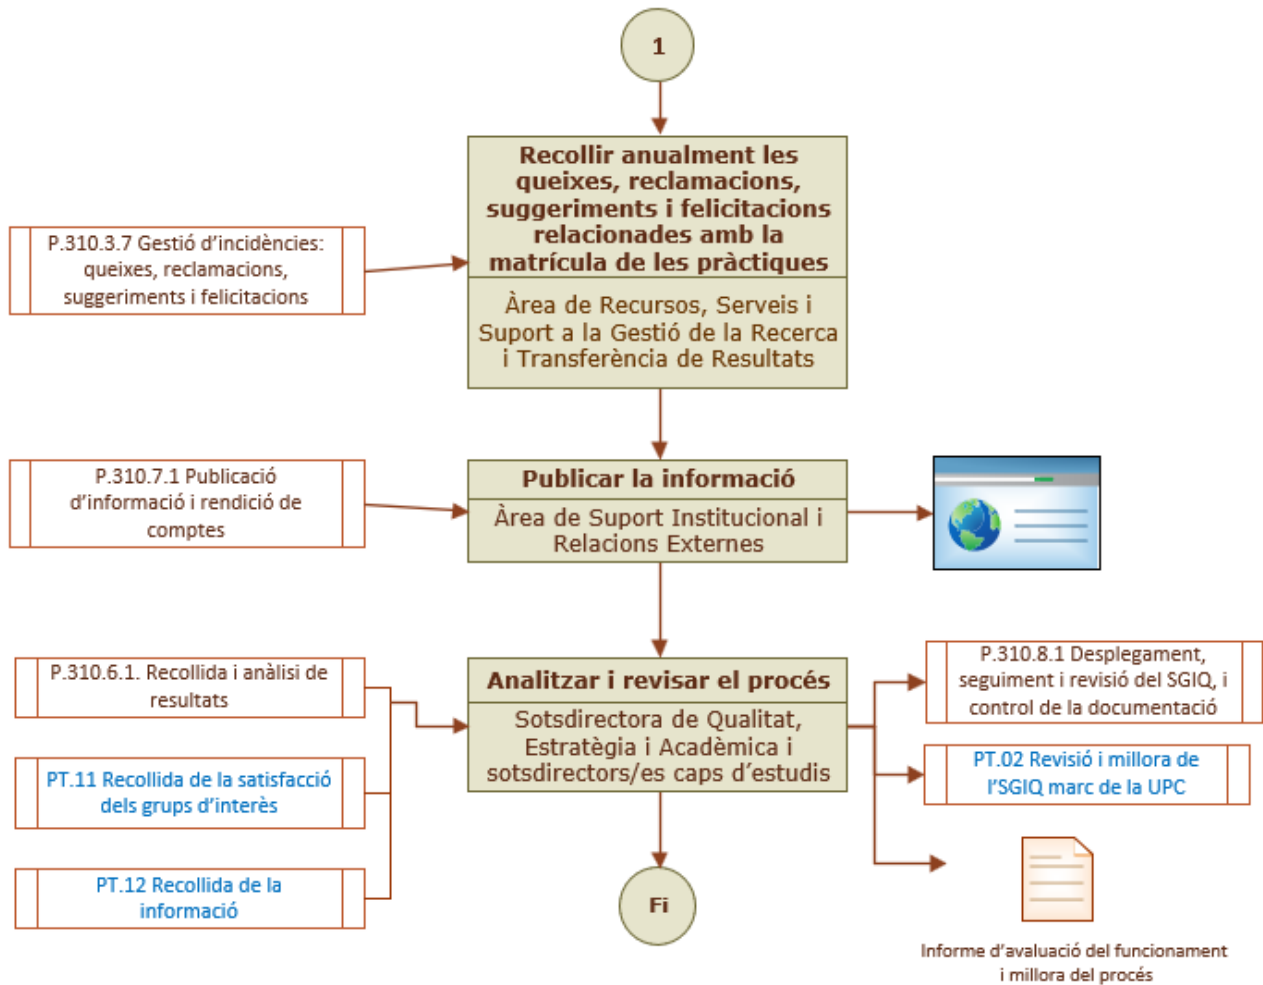 1
Recollir anualment les
queixes, reclamacions,
suggeriments i felicitacions
relacionades amb la
matrícula de les pràctiques
Àrea de Recursos, Serveis i
Suport a la Gestió de la Recerca
i Transferència de Resultats
P.310.3.7 Gestió d’incidències:
queixes, reclamacions,
suggeriments i felicitacions
P.310.7.1 Publicació
d’informació i rendició de
comptes
Publicar la informació
Àrea de Suport Institucional i
Relacions Externes
P.310.6.1. Recollida i anàlisi de
resultats
PT.11 Recollida de la satisfacció
dels grups d’interès
PT.12 Recollida de la
informació
Analitzar i revisar el procés
Sotsdirectora de Qualitat,
Estratègia i Acadèmica i
sotsdirectors/es caps d’estudis
P.310.8.1 Desplegament,
seguiment i revisió del SGIQ, i
control de la documentació
PT.02 Revisió i millora de
l’SGIQ marc de la UPC
Informe d’avaluació del funcionament
i millora del procés
Fi